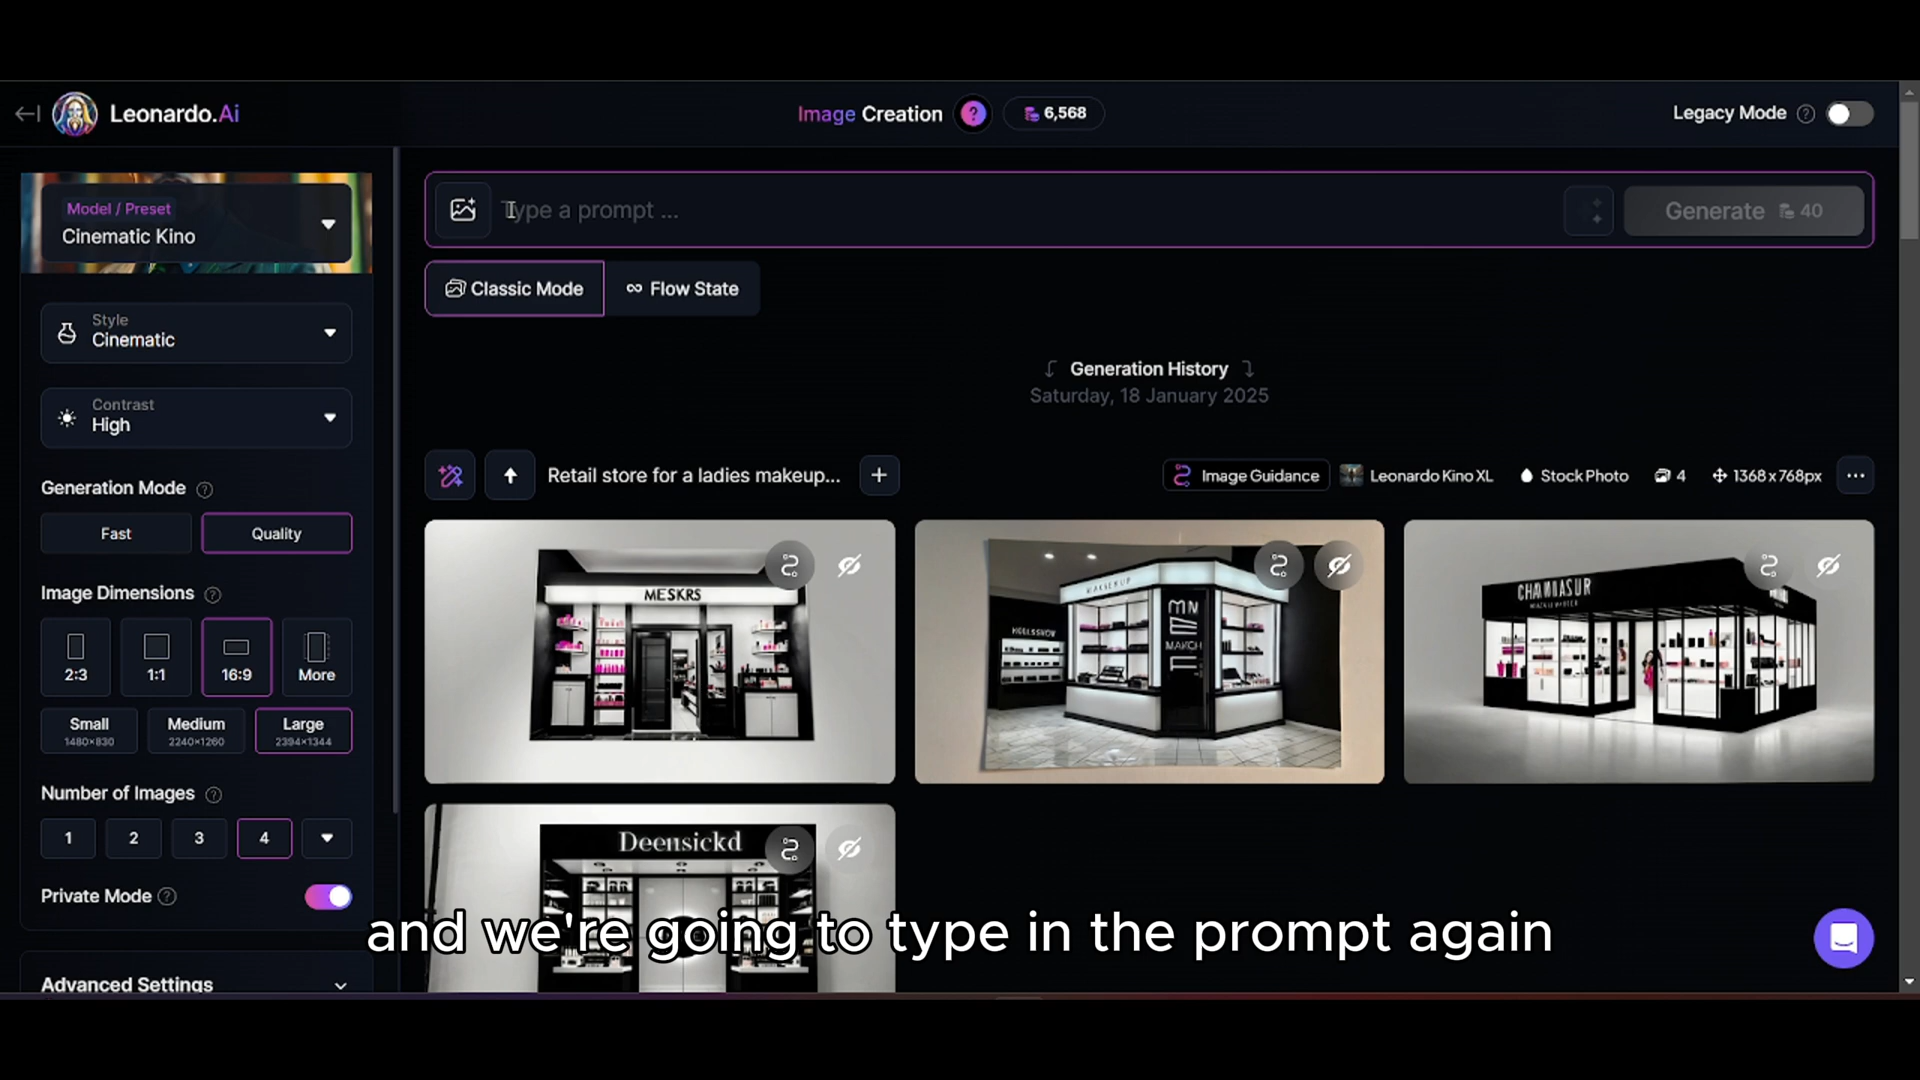 Leonardo.Ai
Image Creation
?
6,568
Legacy Mode ?
Model / Preset
Cinematic Kino
Type a prompt ...
Generate 40
Classic Mode
Flow State
Style
Cinematic
Contrast
High
Generation History
Saturday, 18 January 2025
Retail store for a ladies makeup...
+
Image Guidance
Leonardo Kino XL
Stock Photo
4
1368x768px
...
Generation Mode ?
Fast
Quality
Image Dimensions ?
2:3
1:1
16:9
More
Small
1480×830
Medium
2240×1260
Large
2394×1344
Number of Images ?
1
2
3
4
Private Mode ?
Advanced Settings
MESKRS
MN
CHAMIASUR
Deensickd
and we're going to type in the prompt again